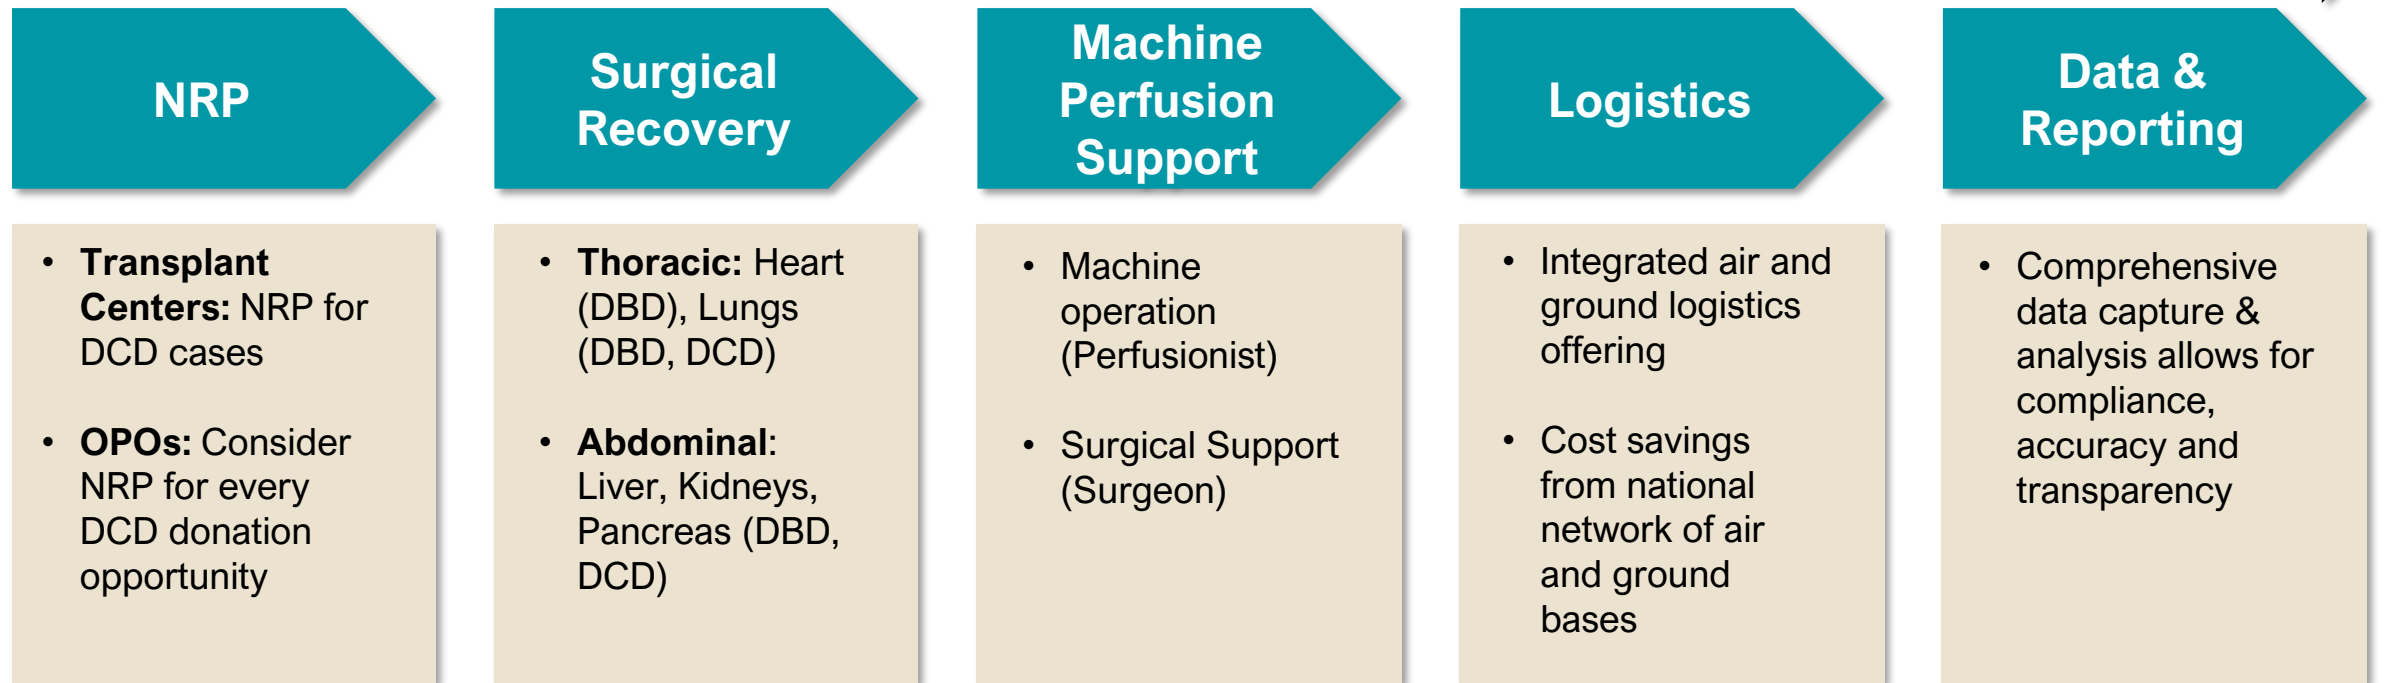 NRP
• Transplant
Centers: NRP for
DCD cases
• OPOs: Consider
NRP for every
DCD donation
opportunity
Surgical
Recovery
• Thoracic: Heart
(DBD), Lungs
(DBD, DCD)
• Abdominal:
Liver, Kidneys,
Pancreas (DBD,
DCD)
Machine
Perfusion
Support
• Machine
operation
(Perfusionist)
• Surgical Support
(Surgeon)
Logistics
• Integrated air and
ground logistics
offering
• Cost savings
from national
network of air
and ground
bases
Data &
Reporting
• Comprehensive
data capture &
analysis allows for
compliance,
accuracy and
transparency